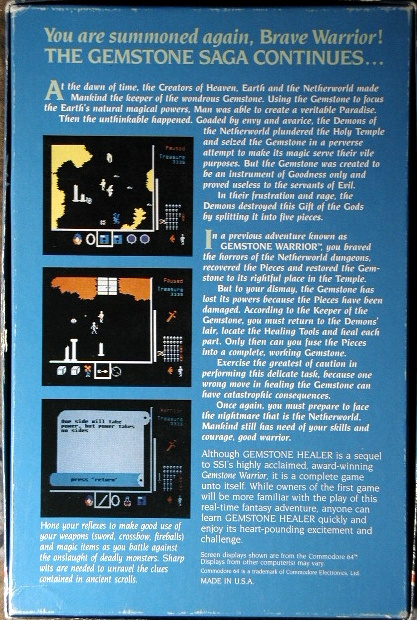 You are summoned again, Brave Warrior!
THE GEMSTONE SAGA CONTINUES...
At the dawn of time, the Creators of Heaven, Earth and the Netherworld made
Mankind the keeper of the wondrous Gemstone. Using the Gemstone to focus
the Earth's natural magical powers, Man was able to create a veritable Paradise.
Then the unthinkable happened. Goaded by envy and avarice, the Demons of
the Netherworld plundered the Holy Temple
and seized the Gemstone in a perverse
attempt to make its magic serve their vile
purposes. But the Gemstone was created to
be an instrument of Goodness only and
proved useless to the servants of Evil.
In their frustration and rage, the
Demons destroyed this Gift of the Gods
by splitting it into five pieces.
In a previous adventure known as
GEMSTONE WARRIOR™, you braved
the horrors of the Netherworld dungeons,
recovered the Pieces and restored the Gem-
stone to its rightful place in the Temple.
But to your dismay, the Gemstone has
lost its powers because the Pieces have been
damaged. According to the Keeper of the
Gemstone, you must return to the Demons'
lair, locate the Healing Tools and heal each
part. Only then can you fuse the Pieces
into a complete, working Gemstone.
Exercise the greatest of caution in
performing this delicate task, because one
wrong move in healing the Gemstone can
have catastrophic consequences.
Once again, you must prepare to face
the nightmare that is the Netherworld.
Mankind still has need of your skills and
courage, good warrior.
Although GEMSTONE HEALER is a sequel
to SSI's highly acclaimed, award-winning
Gemstone Warrior, it is a complete game
unto itself. While owners of the first game
will be more familiar with the play of this
real-time fantasy adventure, anyone can
learn GEMSTONE HEALER quickly and
enjoy its heart-pounding excitement and
challenge.
Screen displays shown are from the Commodore 64™
Displays from other computer(s) may vary.
Commodore 64 is a trademark of Commodore Electronics, Ltd.
MADE IN U.S.A.
Paused
Treasure
Paused
Treasure
One side will take
power, but power takes
no sides
press "return"
Treasure
Hone your reflexes to make good use of
your weapons (sword, crossbow, fireballs)
and magic items as you battle against
the onslaught of deadly monsters. Sharp
wits are needed to unravel the clues
contained in ancient scrolls.